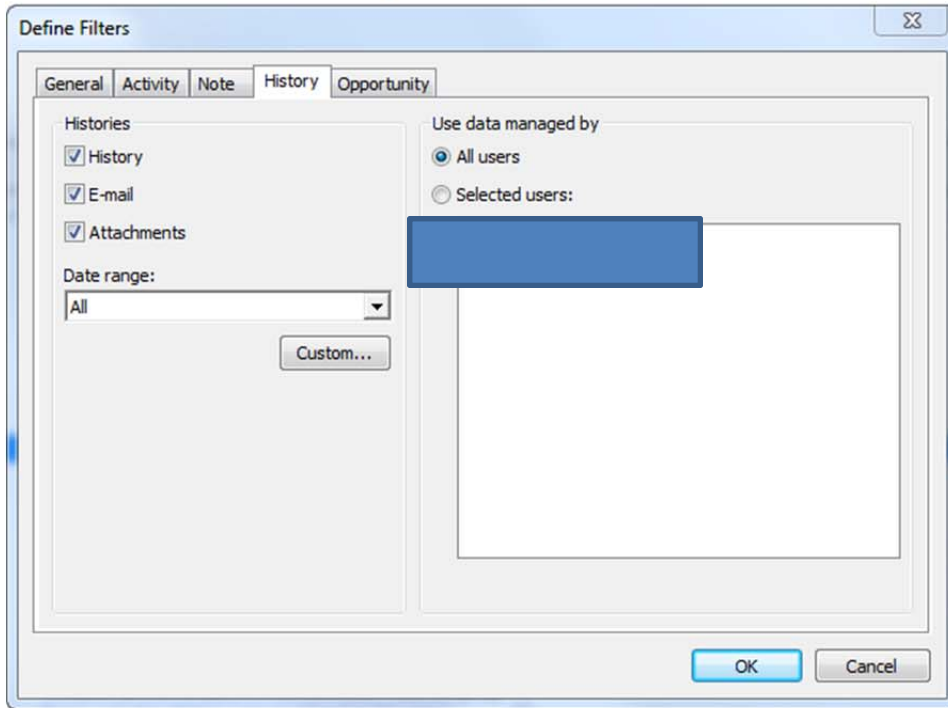 Define Filters
General Activity Note History Opportunity
Histories
History
E-mail
Attachments
Date range:
All
Custom...
Use data managed by
All users
Selected users:
OK Cancel